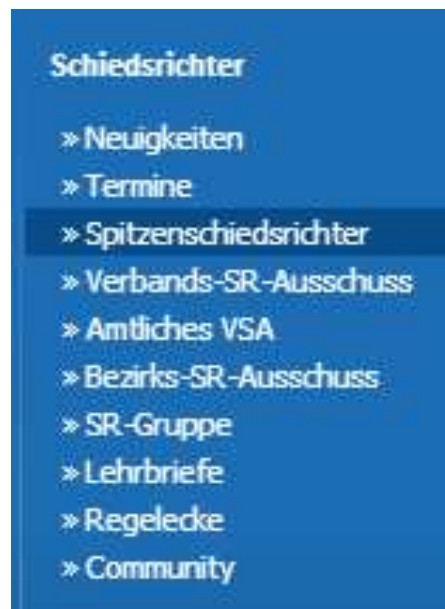 Schiedsrichter
» Neuigkeiten
» Termine
» Spitzenschiedsrichter
» Verbands-SR-Ausschuss
» Amtliches VSA
» Bezirks-SR-Ausschuss
» SR-Gruppe
» Lehrbriefe
» Regelecke
» Community